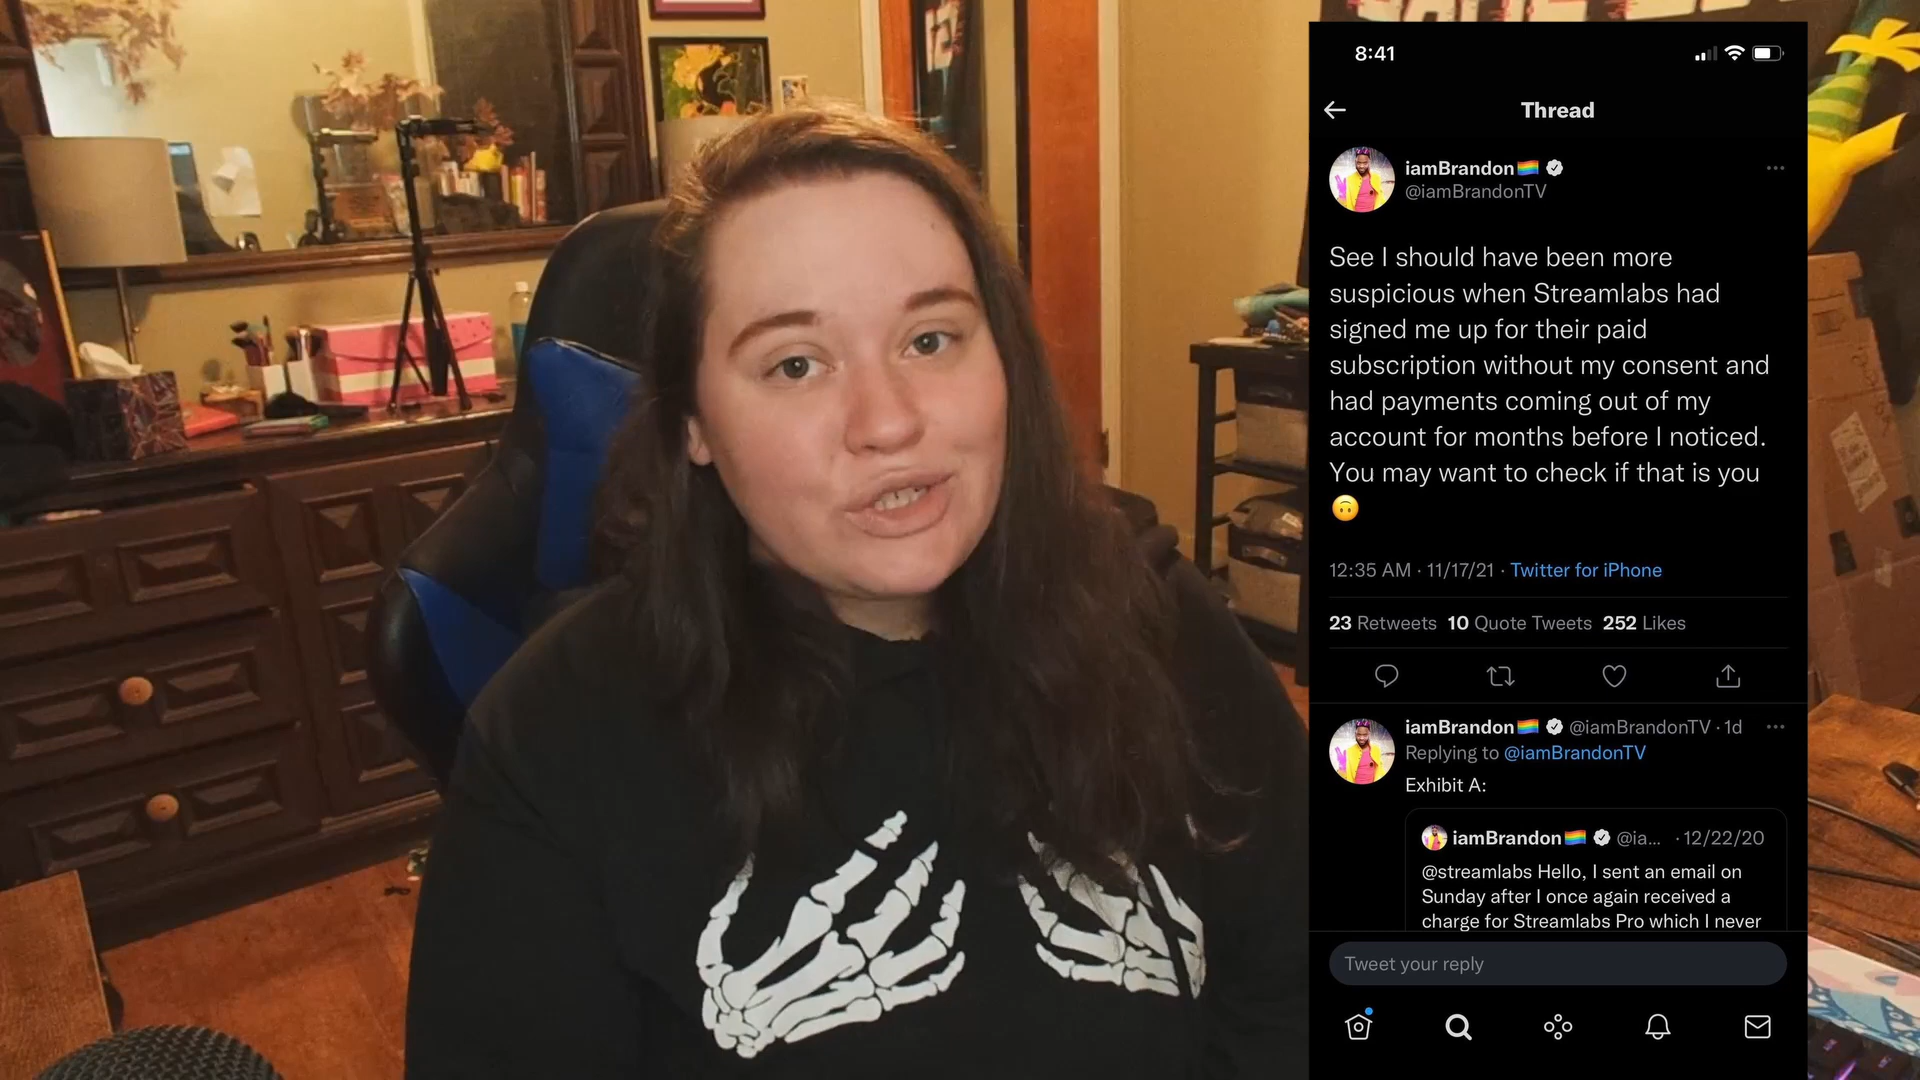 8:41
Thread
iamBrandon🏳️‍🌈
@iamBrandonTV
See I should have been more
suspicious when Streamlabs had
signed me up for their paid
subscription without my consent and
had payments coming out of my
account for months before I noticed.
You may want to check if that is you
🙃
12:35 AM · 11/17/21 · Twitter for iPhone
23 Retweets 10 Quote Tweets 252 Likes
iamBrandon🏳️‍🌈 @iamBrandonTV · 1d
Replying to @iamBrandonTV
Exhibit A:
iamBrandon🏳️‍🌈 @ia... · 12/22/20
@streamlabs Hello, I sent an email on
Sunday after I once again received a
charge for Streamlabs Pro which I never
Tweet your reply